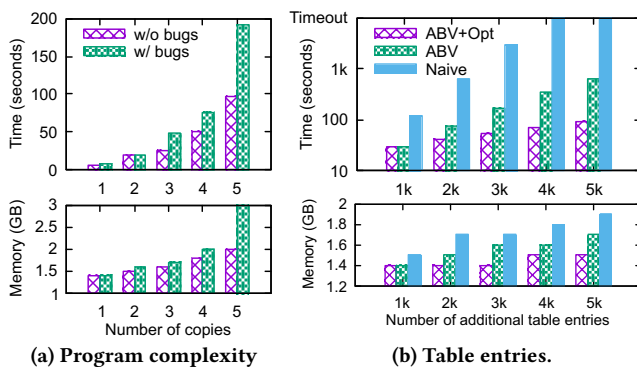 200
150
100
50
0
Time (seconds)
w/o bugs
w/ bugs
1 2 3 4 5
3
2.5
2
1.5
1
Memory (GB)
1 2 3 4 5
Number of copies
(a) Program complexity
Timeout
1k
100
10
Time (seconds)
ABV+Opt
ABV
Naive
1k 2k 3k 4k 5k
2
1.8
1.6
1.4
1.2
Memory (GB)
1k 2k 3k 4k 5k
Number of additional table entries
(b) Table entries.